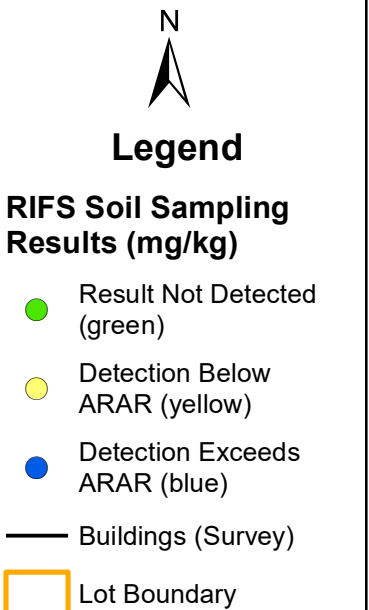 N
Legend
RIFS Soil Sampling
Results (mg/kg)
Result Not Detected
(green)
Detection Below
ARAR (yellow)
Detection Exceeds
ARAR (blue)
Buildings (Survey)
Lot Boundary